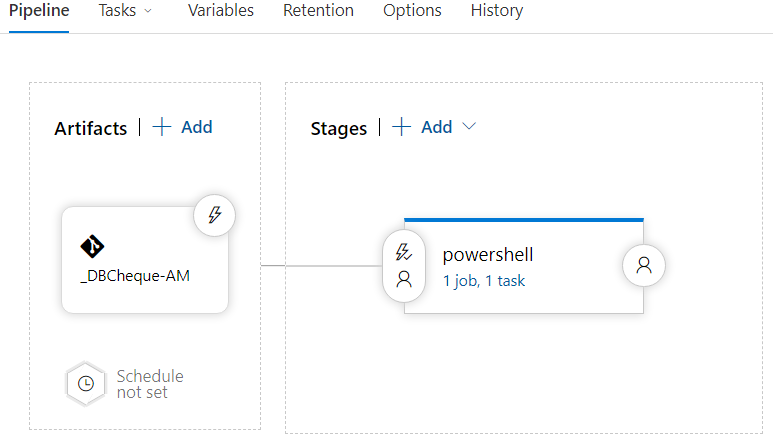 Pipeline Tasks Variables Retention Options History
Artifacts | + Add
Stages | + Add
_DBCheque-AM
powershell
1 job, 1 task
Schedule
not set